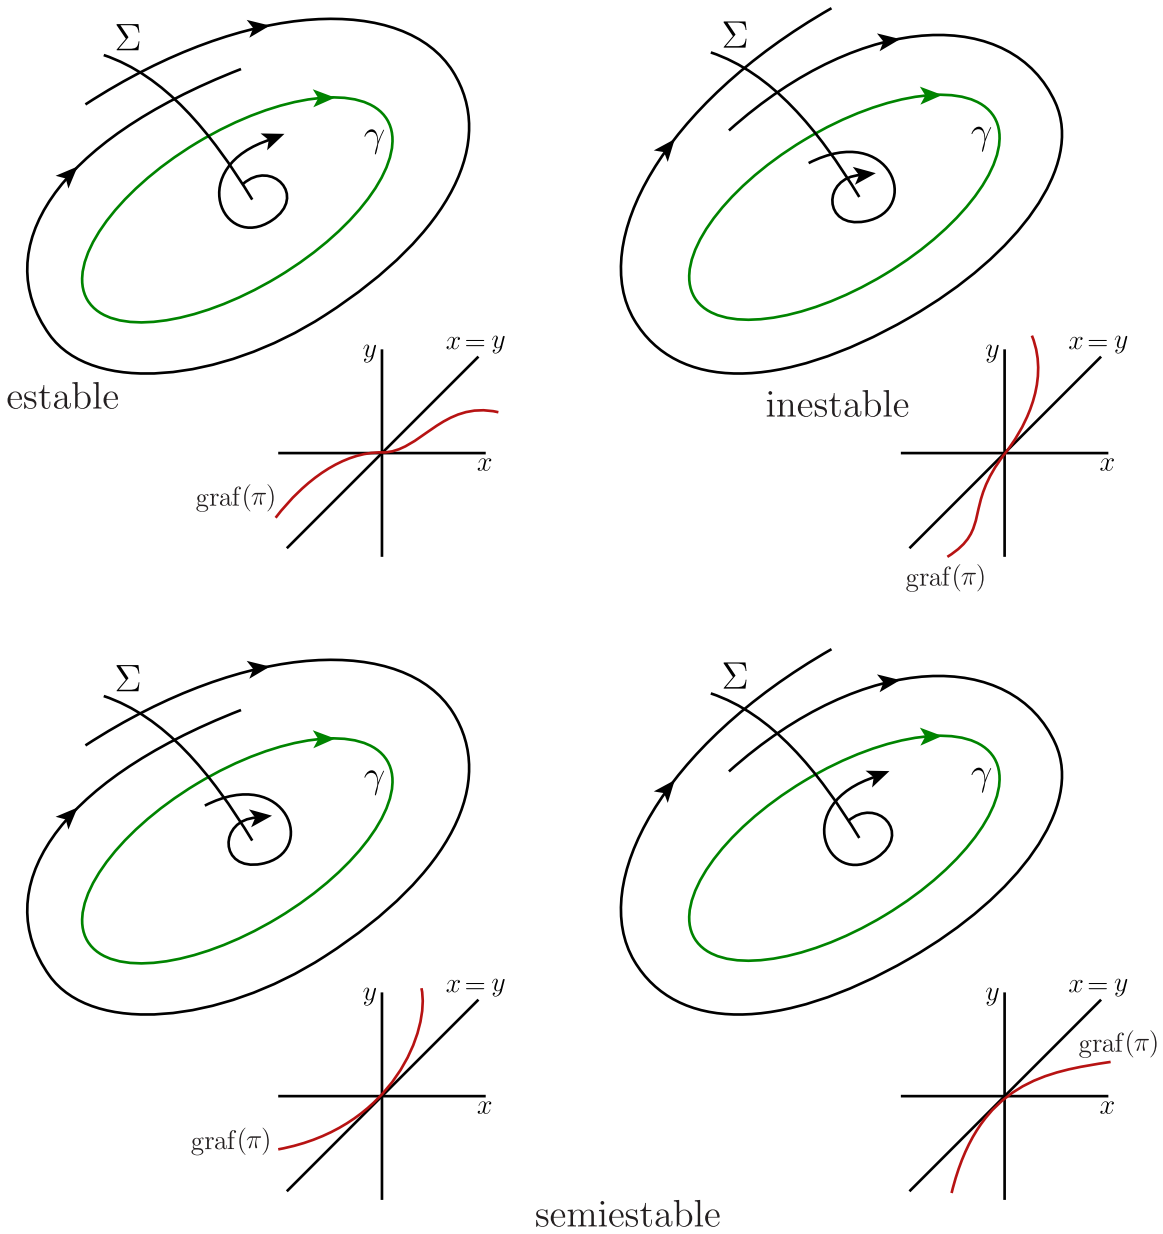 Σ
γ
estable
y
x = y
x
graf(π)
Σ
γ
inestable
y
x = y
x
graf(π)
Σ
γ
y
x = y
x
graf(π)
Σ
γ
y
x = y
graf(π)
x
semiestable